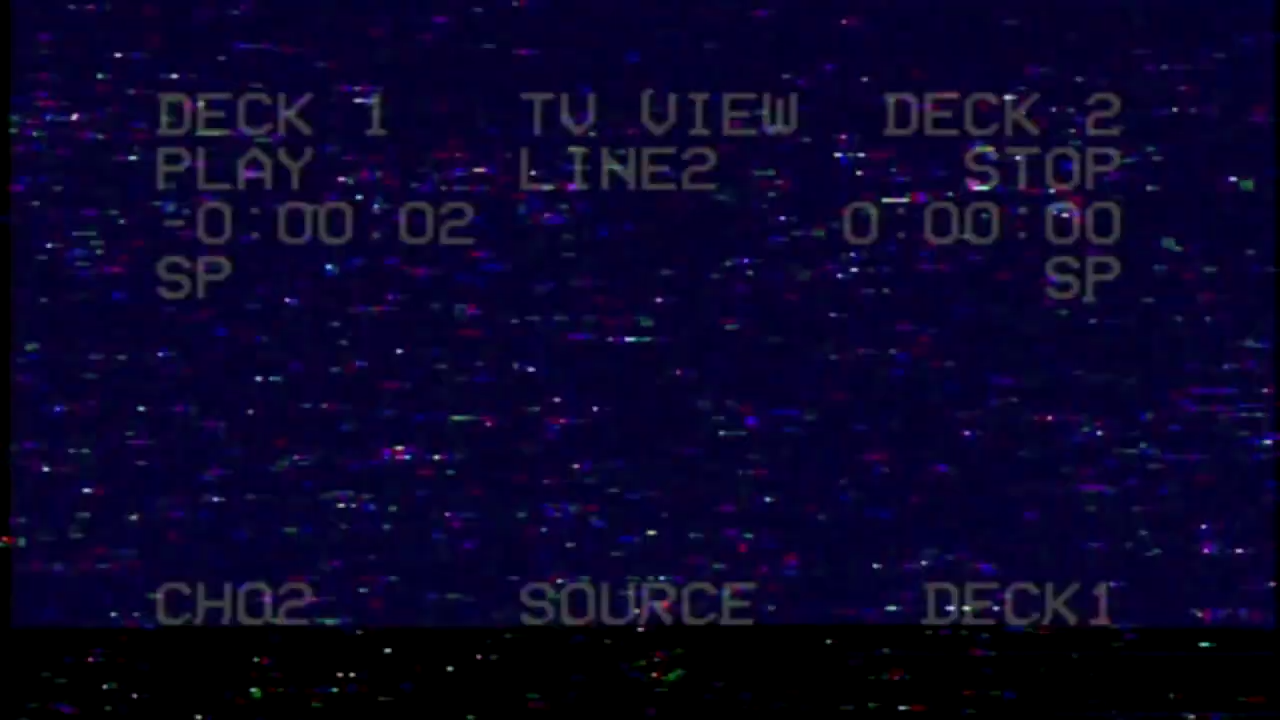 DECK 1 TV VIEW DECK 2
PLAY LINE2 STOP
-0:00:02 0:00:00
SP SP
CH02 SOURCE DECK1